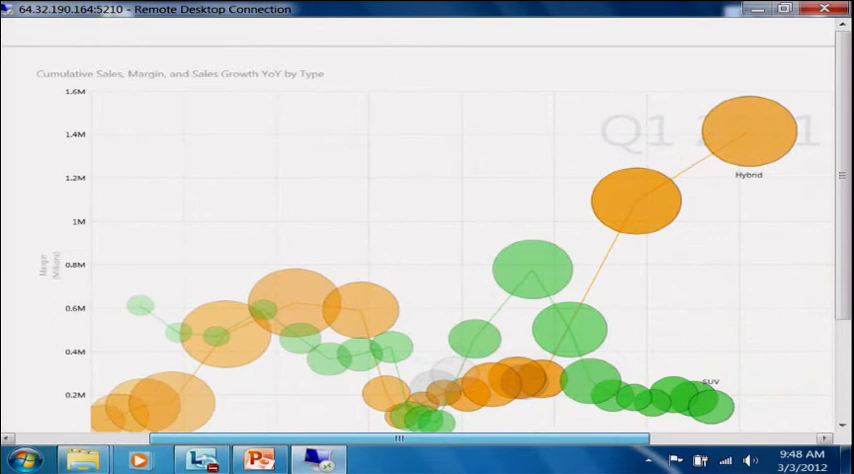 64.32.190.164:5210 - Remote Desktop Connection
Cumulative Sales, Margin, and Sales Growth YoY by Type
1.6M
1.4M
1.2M
1M
0.8M
0.6M
0.4M
0.2M
Margin
(Millions)
Q1
Hybrid
SUV
9:48 AM
3/3/2012